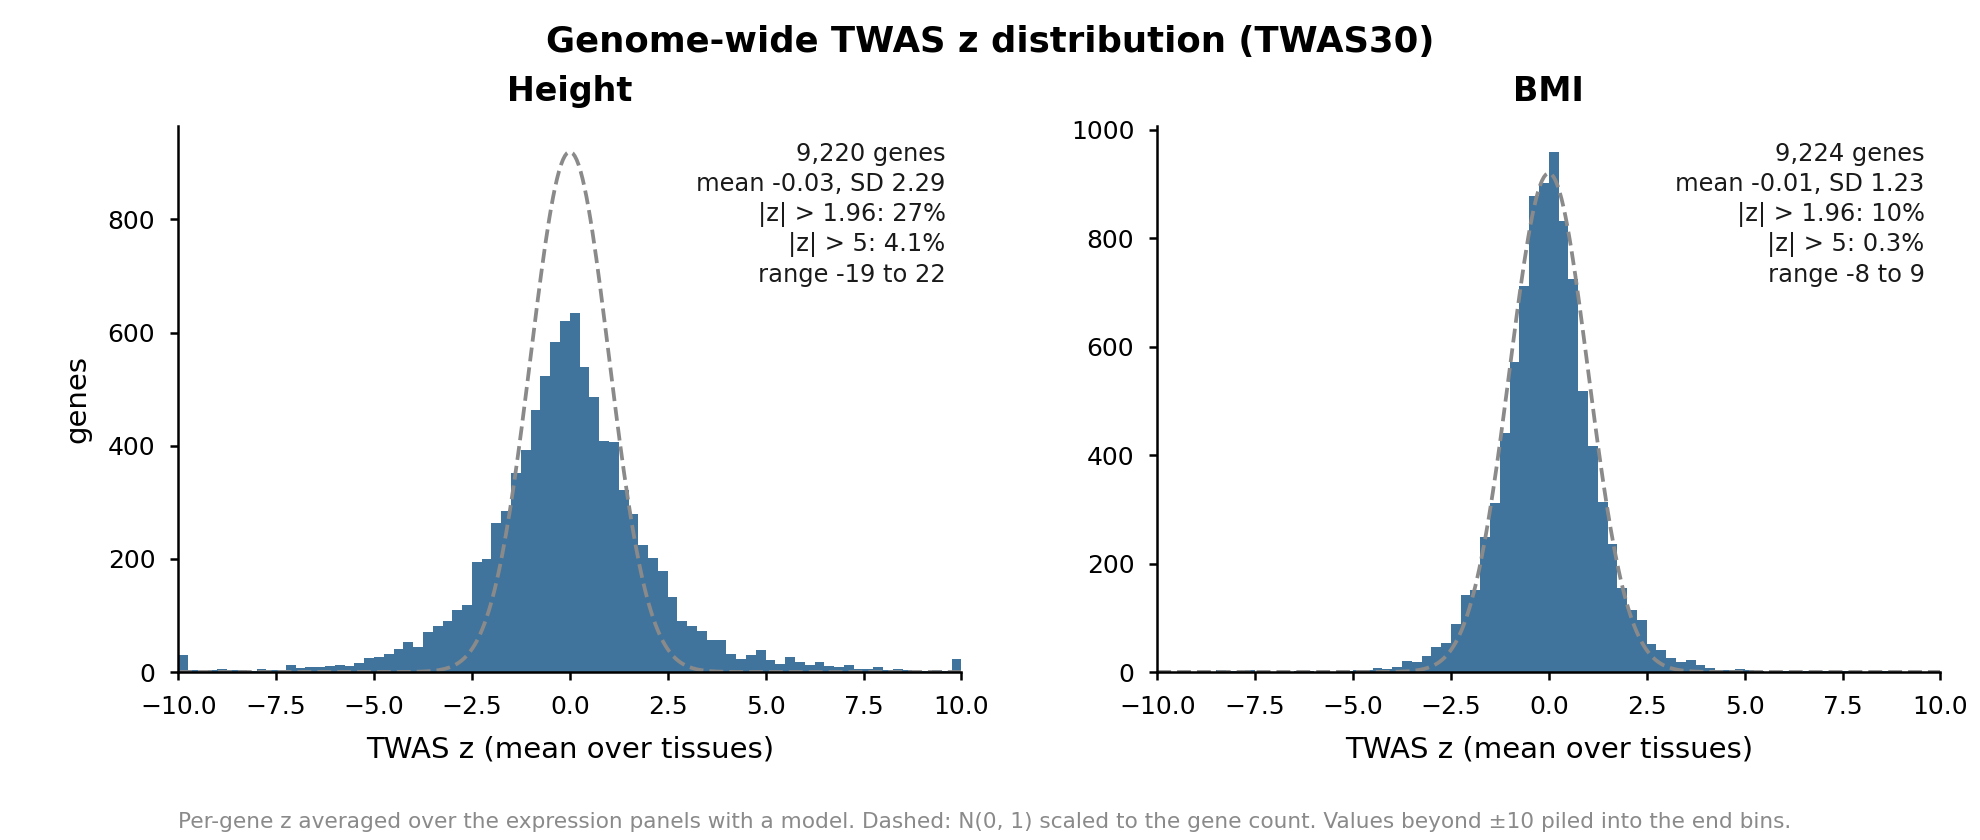 Genome-wide TWAS z distribution (TWAS30)
Height
9,220 genes
mean -0.03, SD 2.29
|z| > 1.96: 27%
|z| > 5: 4.1%
range -19 to 22
800
600
400
200
0
genes
−10.0 −7.5 −5.0 −2.5 0.0 2.5 5.0 7.5 10.0
TWAS z (mean over tissues)
BMI
9,224 genes
mean -0.01, SD 1.23
|z| > 1.96: 10%
|z| > 5: 0.3%
range -8 to 9
1000
800
600
400
200
0
−10.0 −7.5 −5.0 −2.5 0.0 2.5 5.0 7.5 10.0
TWAS z (mean over tissues)
Per-gene z averaged over the expression panels with a model. Dashed: N(0, 1) scaled to the gene count. Values beyond ±10 piled into the end bins.